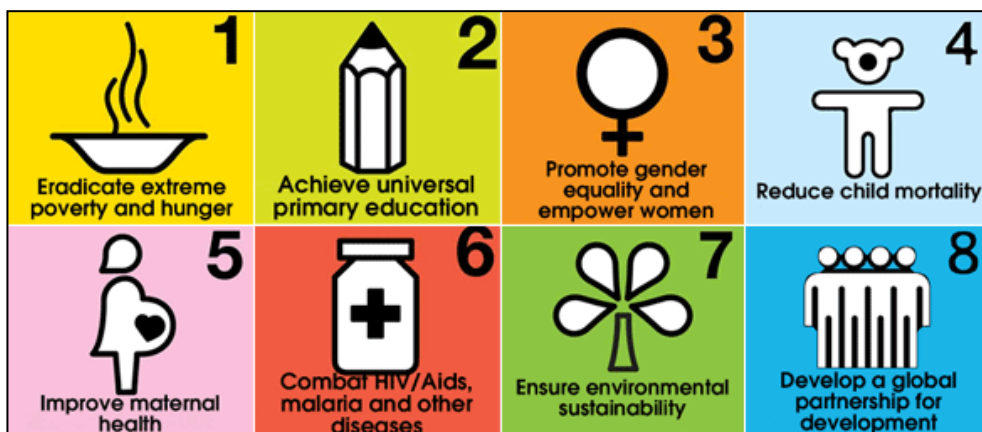 1
Eradicate extreme
poverty and hunger
2
Achieve universal
primary education
3
Promote gender
equality and
empower women
4
Reduce child mortality
5
Improve maternal
health
6
Combat HIV/Aids,
malaria and other
diseases
7
Ensure environmental
sustainability
8
Develop a global
partnership for
development